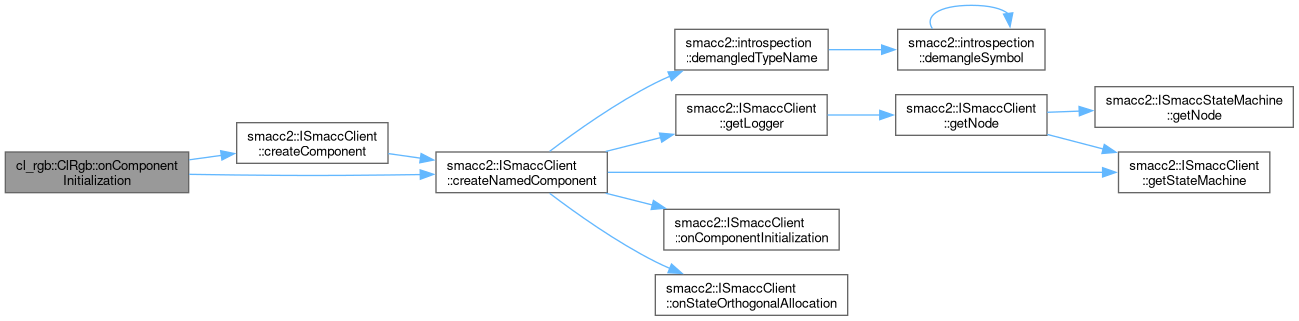 cl_rgb::ClRgb::onComponent
Initialization
smacc2::ISmaccClient
::createComponent
smacc2::ISmaccClient
::createNamedComponent
smacc2::introspection
::demangledTypeName
smacc2::introspection
::demangleSymbol
smacc2::ISmaccClient
::getLogger
smacc2::ISmaccClient
::getNode
smacc2::ISmaccStateMachine
::getNode
smacc2::ISmaccClient
::getStateMachine
smacc2::ISmaccClient
::onComponentInitialization
smacc2::ISmaccClient
::onStateOrthogonalAllocation